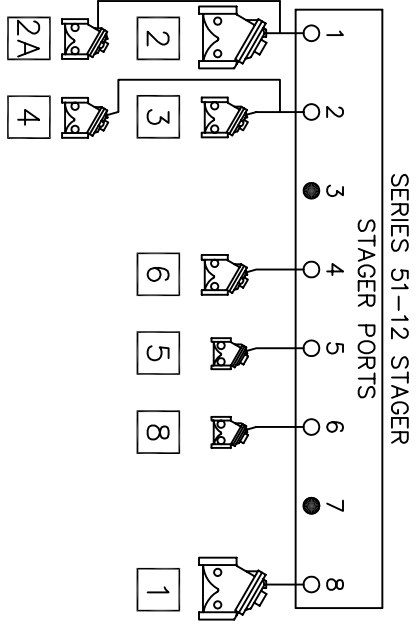 SERIES 51-12 STAGER
STAGER PORTS
1 2 3 4 5 6 7 8
2 3 6 5 8 1
2A 4